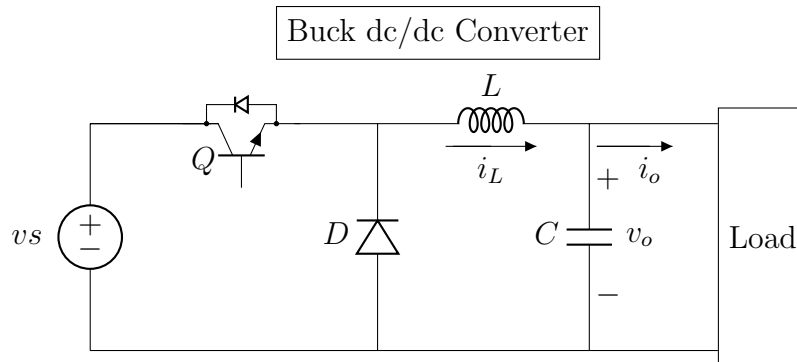 Buck dc/dc Converter
L
Q
i_L
i_o
+
+
−
vs
D
C
v_o
Load
−